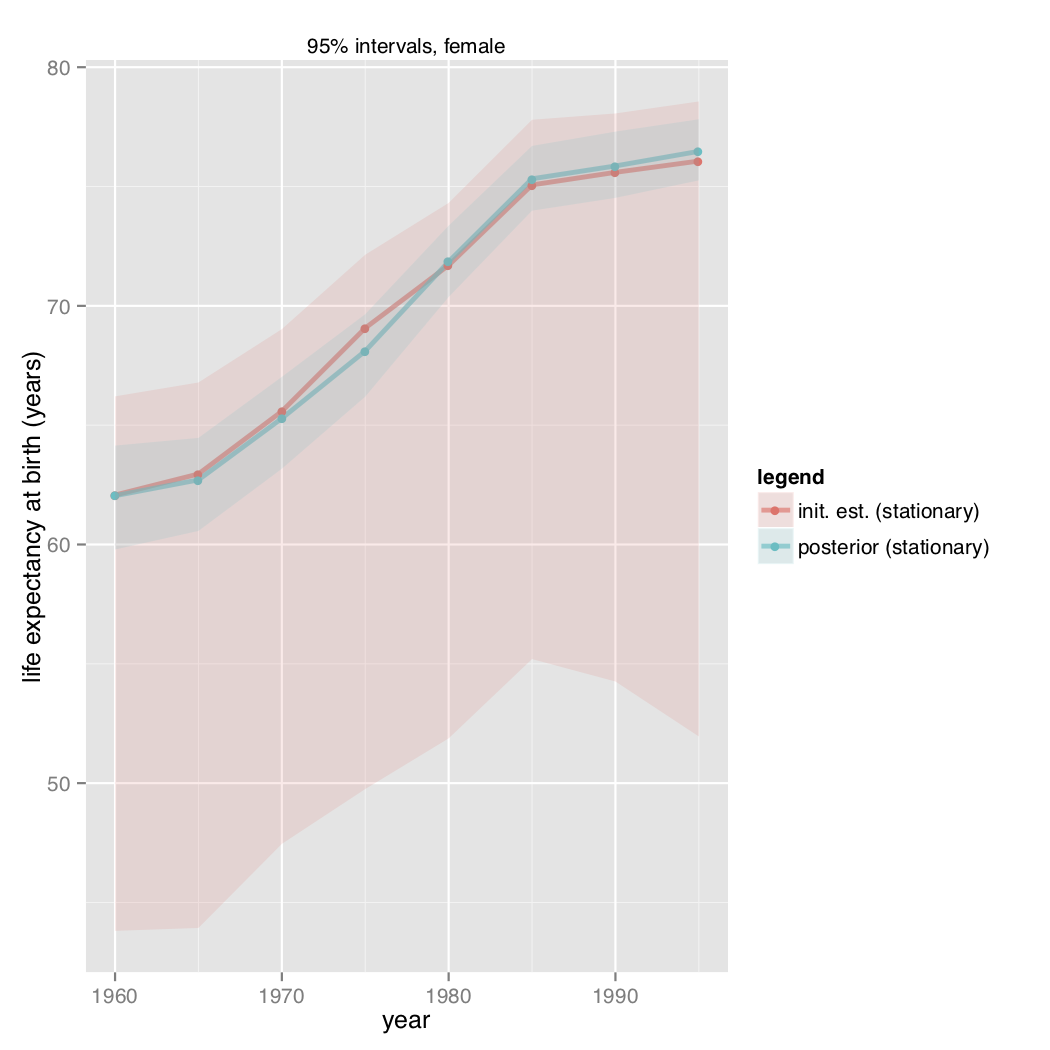 95% intervals, female
80
70
60
50
life expectancy at birth (years)
1960 1970 1980 1990
year
legend
init. est. (stationary)
posterior (stationary)